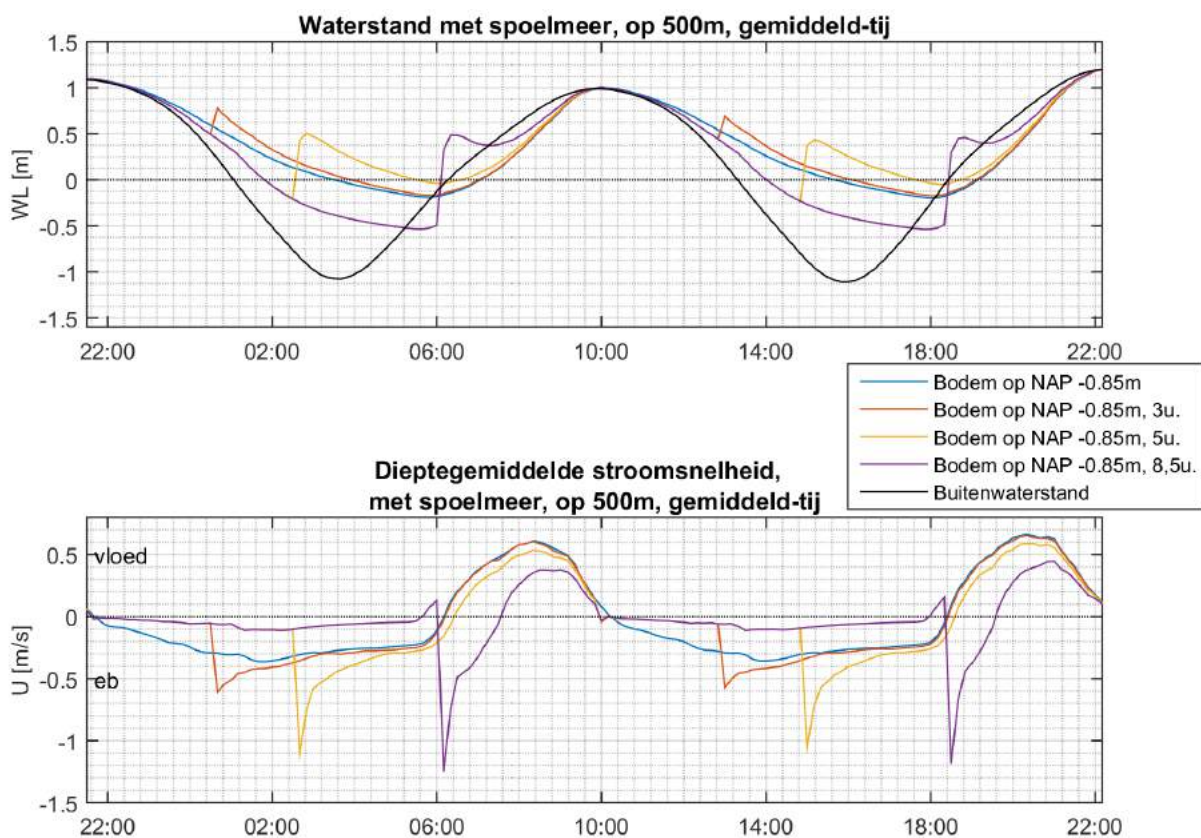 Waterstand met spoelmeer, op 500m, gemiddeld-tij
WL [m]
1.5
1
0.5
0
-0.5
-1
-1.5
22:00 02:00 06:00 10:00 14:00 18:00 22:00
Bodem op NAP -0.85m
Bodem op NAP -0.85m, 3u.
Bodem op NAP -0.85m, 5u.
Bodem op NAP -0.85m, 8,5u.
Buitenwaterstand
Dieptegemiddelde stroomsnelheid,
met spoelmeer, op 500m, gemiddeld-tij
U [m/s]
0.5
0
-0.5
-1
-1.5
vloed
eb
22:00 02:00 06:00 10:00 14:00 18:00 22:00